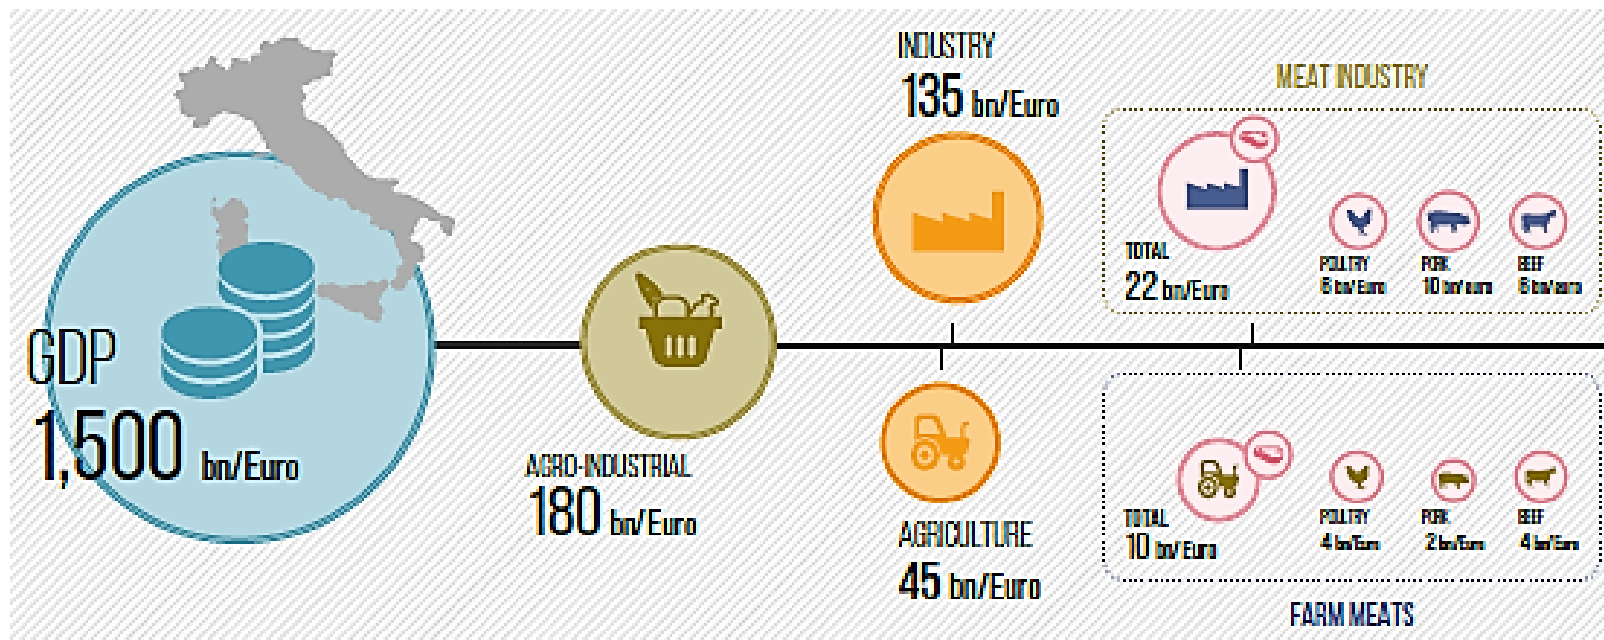 INDUSTRY
135 bn/Euro
MEAT INDUSTRY
TOTAL
22 bn/Euro
POULTRY
6 bn/Euro
PORK
10 bn/euro
BEEF
6 bn/euro
GDP
1,500 bn/Euro
AGRO-INDUSTRIAL
180 bn/Euro
AGRICULTURE
45 bn/Euro
TOTAL
10 bn/Euro
POULTRY
4 bn/Euro
PORK
2 bn/Euro
BEEF
4 bn/Euro
FARM MEATS